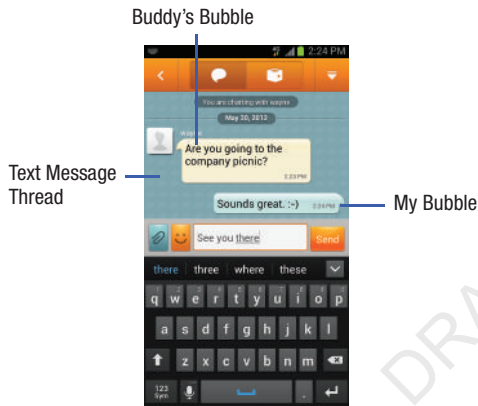 Buddy's Bubble
2:24 PM
You are chatting with wayne
May 30, 2012
wayne
Are you going to the
company picnic?
2:23 PM
Text Message
Thread
Sounds great. :-)
2:24 PM
My Bubble
See you there
Send
there three where these
q w e r t y u i o p
a s d f g h j k l
z x c v b n m
123
Sym
.
DRA